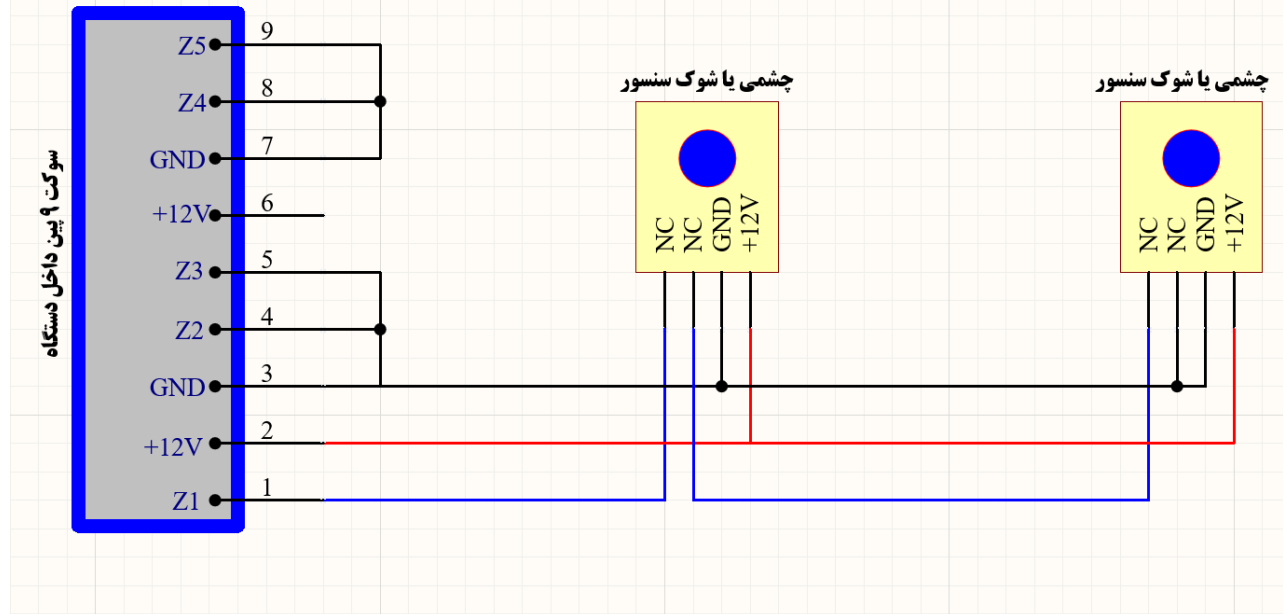 سوکت ۹ پین داخل دستگاه
Z5 9
Z4 8
GND 7
+12V 6
Z3 5
Z2 4
GND 3
+12V 2
Z1 1
چشمی یا شوک سنسور
NC
NC
GND
+12V
چشمی یا شوک سنسور
NC
NC
GND
+12V